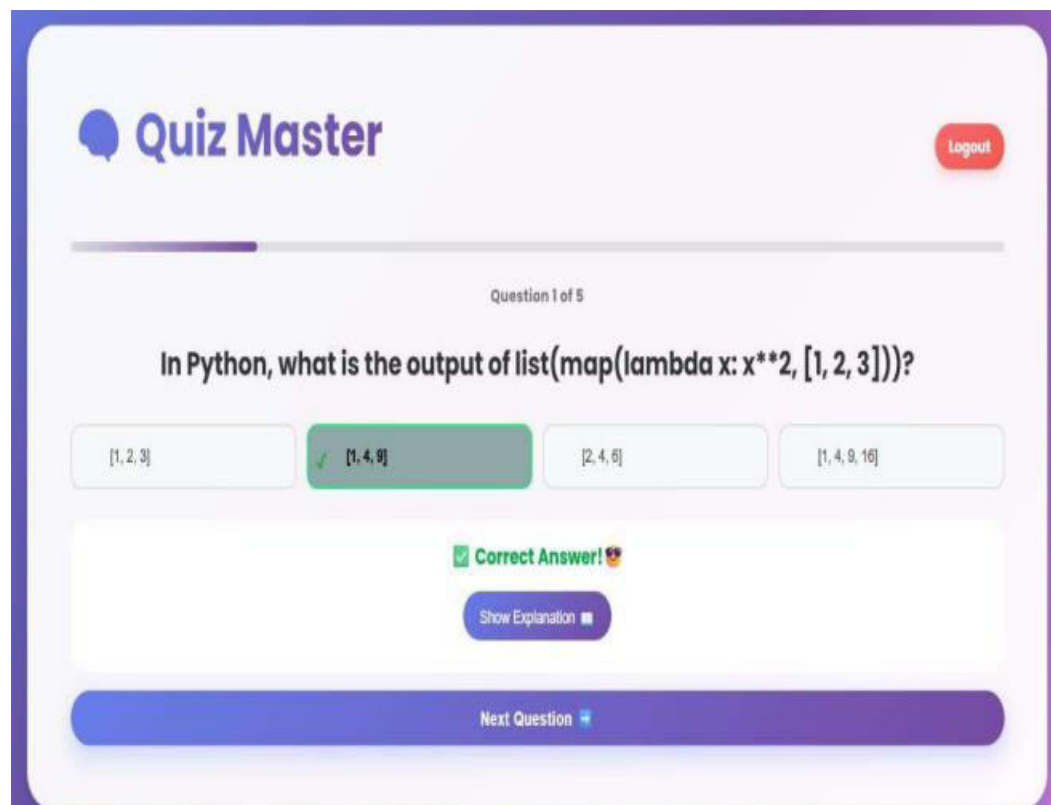 Quiz Master
Logout
Question 1 of 5
In Python, what is the output of list(map(lambda x: x**2, [1, 2, 3]))?
[1, 2, 3]
[1, 4, 9]
[2, 4, 6]
[1, 4, 9, 16]
Correct Answer!
Show Explanation
Next Question